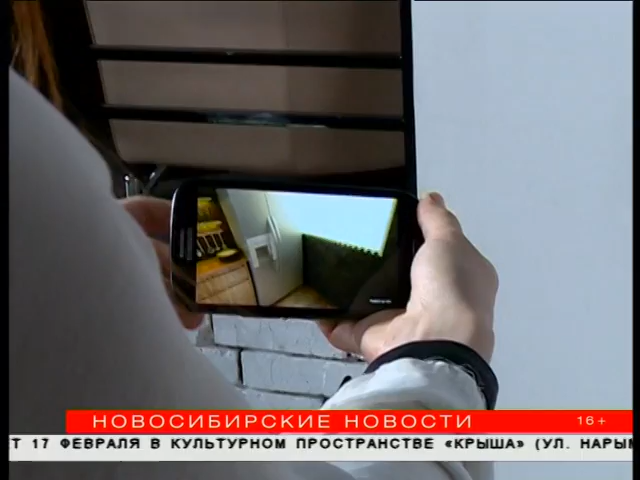 НОВОСИБИРСКИЕ НОВОСТИ 16+
Т 17 ФЕВРАЛЯ В КУЛЬТУРНОМ ПРОСТРАНСТВЕ «КРЫША» (УЛ. НАРЫМ